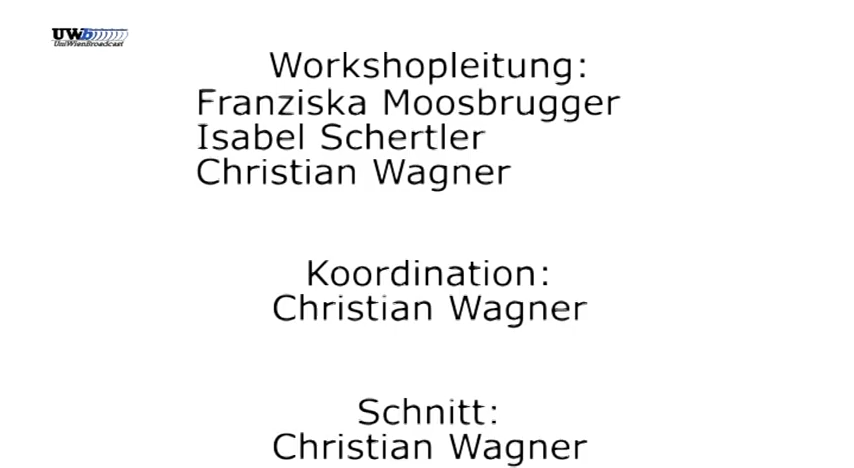 UWb
UniWienBroadcast
Workshopleitung:
Franziska Moosbrugger
Isabel Schertler
Christian Wagner
Koordination:
Christian Wagner
Schnitt:
Christian Wagner